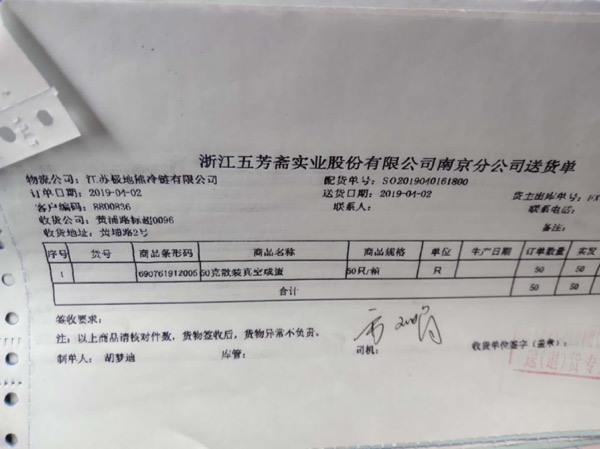 浙江五芳斋实业股份有限公司南京分公司送货单
物流公司：江苏极地熊冷链有限公司 配货单号：SO2019040161800
订单日期：2019-04-02 送货日期：2019-04-02 货主出库单号：
客户编码：8800836 联系人： 联系电话：
收货公司：黄浦路标超0096 备注：
收货地址：黄埔路2号
序号 货号 商品条形码 商品名称 商品规格 单位 生产日期 订单数量 实发
1 690761912005 50克散装真空咸蛋 50只/箱 只 50 50
合计 50 50
签收要求：
注：以上商品请核对件数，货物签收后，货物异常不负责。
制单人：胡梦迪 库管： 司机： 收货单位签字（盖章）：